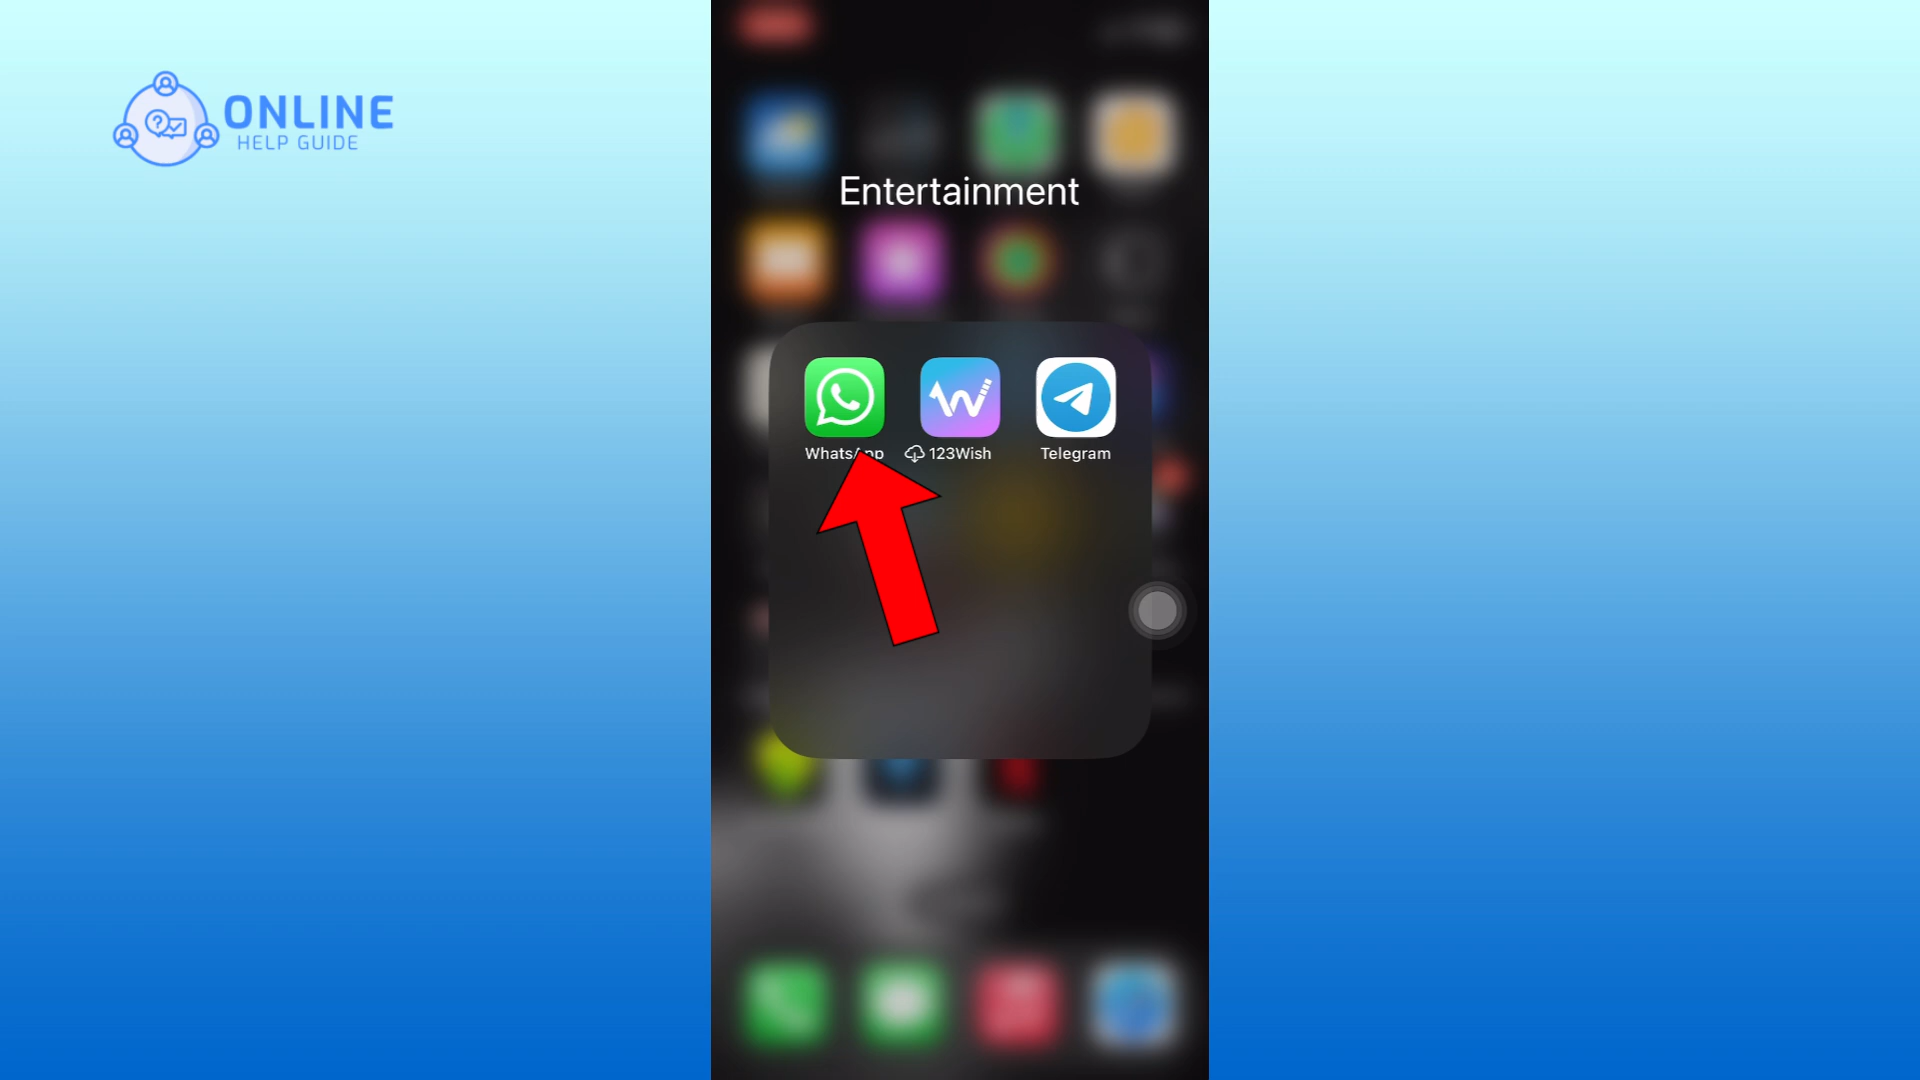 ONLINE
HELP GUIDE
Entertainment
WhatsApp
123Wish
Telegram